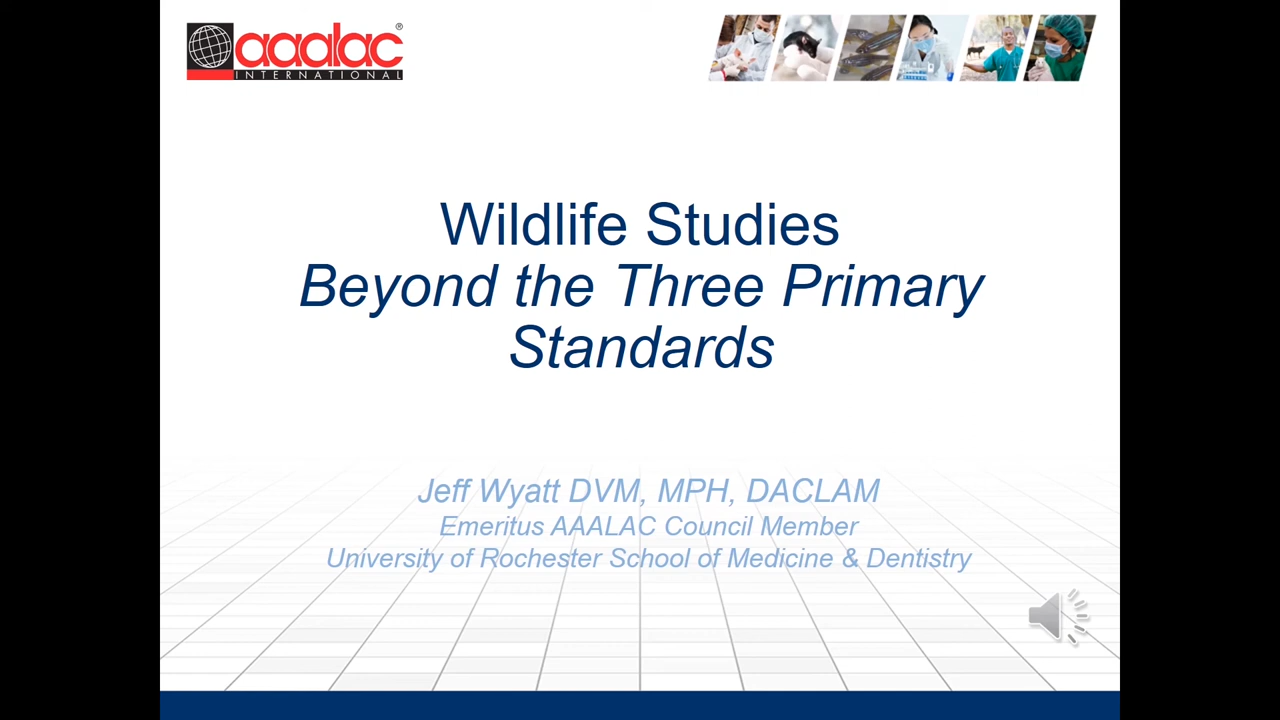 aaalac®
INTERNATIONAL
Wildlife Studies
Beyond the Three Primary
Standards
Jeff Wyatt DVM, MPH, DACLAM
Emeritus AAALAC Council Member
University of Rochester School of Medicine & Dentistry